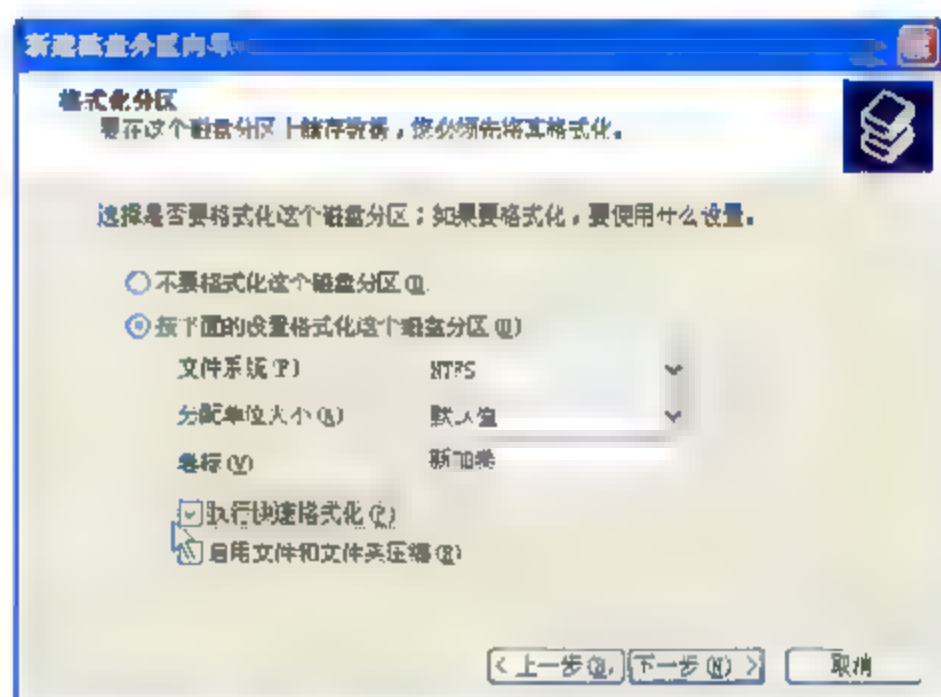 新建磁盘分区向导
格式化分区
要在这个磁盘分区上储存数据，您必须先将其格式化。
选择是否要格式化这个磁盘分区；如果要格式化，要使用什么设置。
不要格式化这个磁盘分区(D)
按下面的设置格式化这个磁盘分区(O)
文件系统(F) NTFS
分配单位大小(A) 默认值
卷标(V) 新加卷
执行快速格式化(P)
启用文件和文件夹压缩(E)
<上一步(B) 下一步(N) > 取消